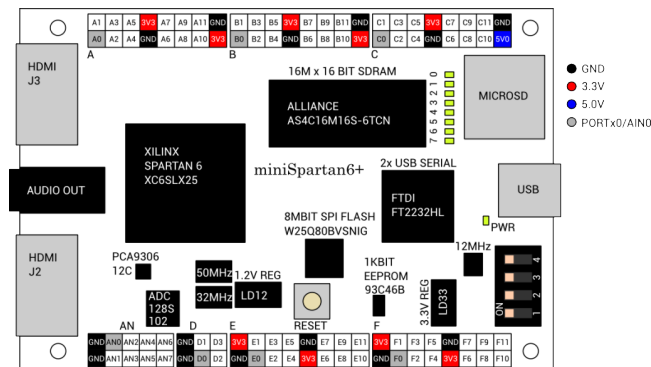 A1 A3 A5 3V3 A7 A9 A11 GND B1 B3 B5 3V3 B7 B9 B11 GND C1 C3 C5 3V3 C7 C9 C11 GND
A0 A2 A4 GND A6 A8 A10 3V3 B0 B2 B4 GND B6 B8 B10 3V3 C0 C2 C4 GND C6 C8 C10 5V0
A B C
HDMI
J3
16M x 16 BIT SDRAM
ALLIANCE
AS4C16M16S-6TCN
7 6 5 4 3 2 1 0
MICROSD
GND
3.3V
5.0V
PORTx0/AIN0
XILINX
SPARTAN 6
XC6SLX25
miniSpartan6+
2x USB SERIAL
FTDI
FT2232HL
AUDIO OUT
USB
PWR
8MBIT SPI FLASH
W25Q80BVSNIG
HDMI
J2
PCA9306
12C
50MHz
32MHz
1.2V REG
LD12
ADC
128S
102
RESET
1KBIT
EEPROM
93C46B
3.3V REG
LD33
12MHz
ON
1 2 3 4
AN D E F
GND AN0 AN2 AN4 AN6 GND D1 D3 3V3 E1 E3 E5 GND E7 E9 E11 3V3 F1 F3 F5 GND F7 F9 F11
GND AN1 AN3 AN5 AN7 GND D0 D2 GND E0 E2 E4 3V3 E6 E8 E10 GND F0 F2 F4 3V3 F6 F8 F10